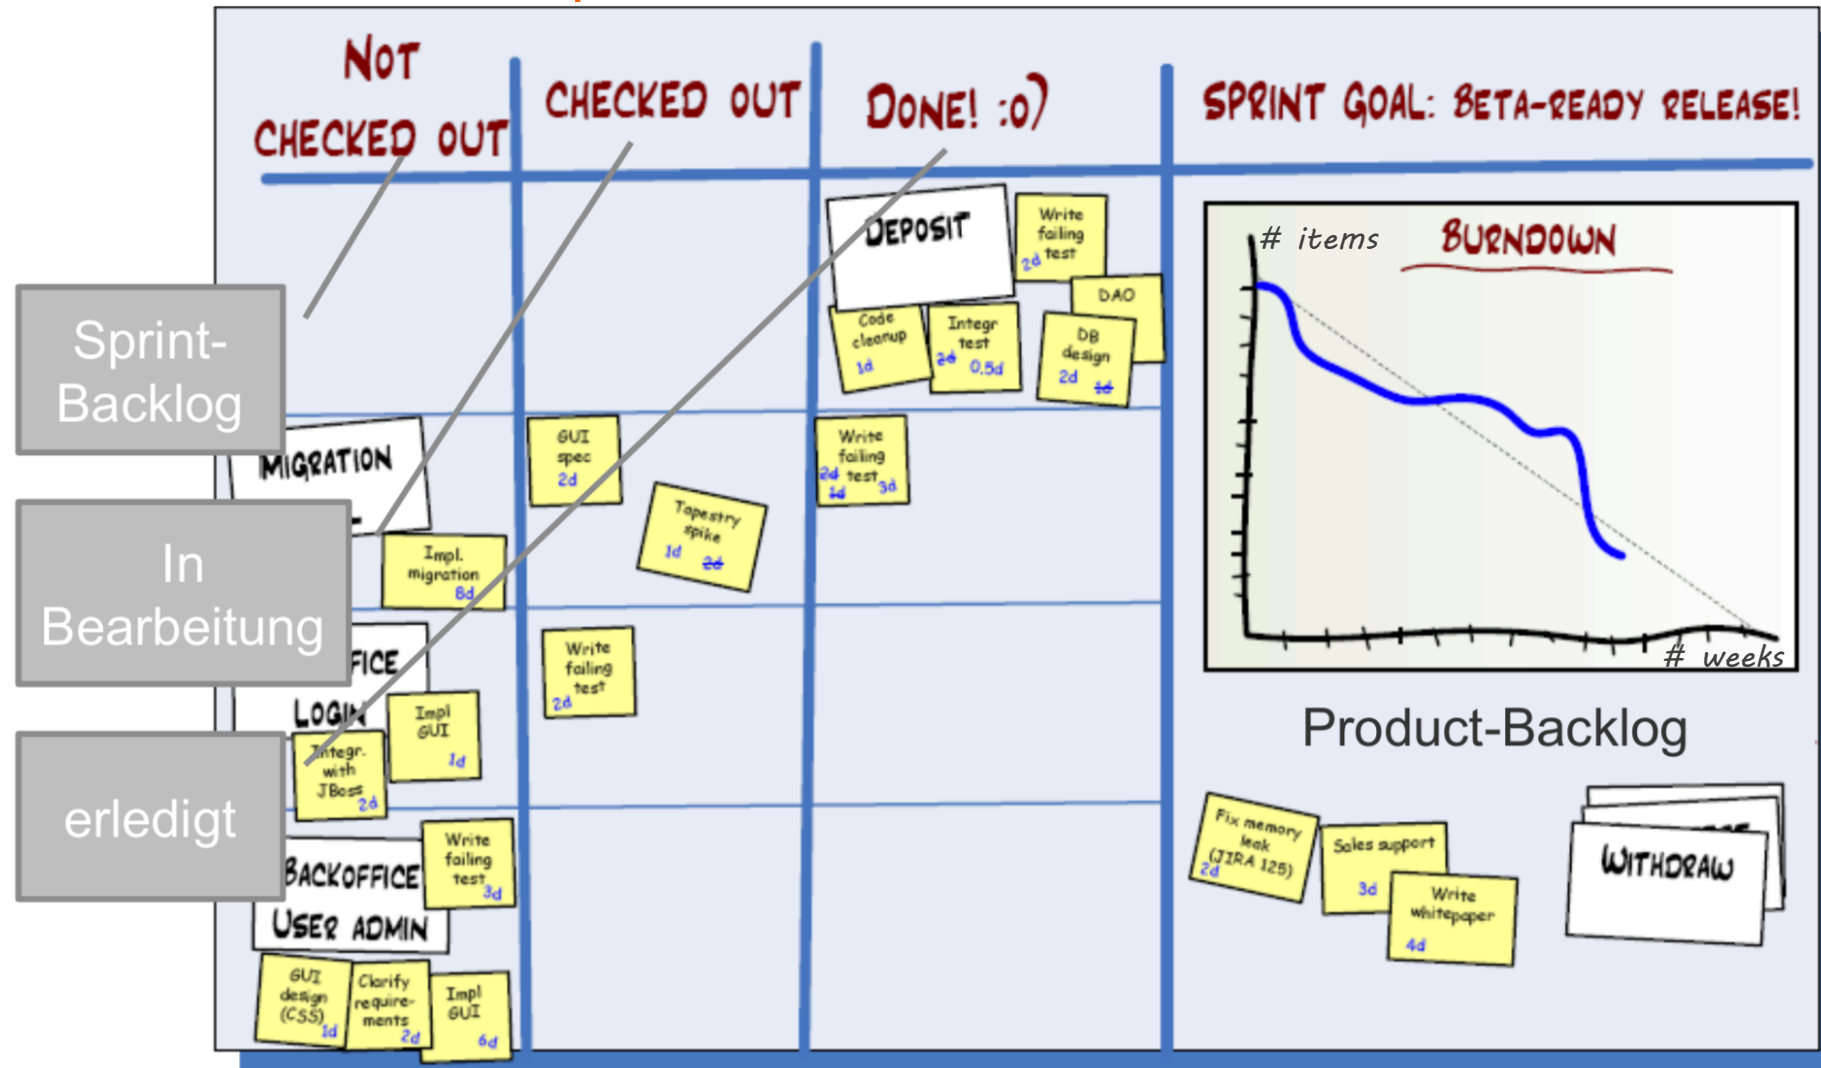 NOT
CHECKED OUT
CHECKED OUT
DONE! :o)
SPRINT GOAL: BETA-READY RELEASE!
Sprint-
Backlog
In
Bearbeitung
erledigt
DEPOSIT
Write
failing
test
2d
DAO
Code
cleanup
1d
Integr
test
2d
0.5d
DB
design
2d
1d
MIGRATION
Impl.
migration
8d
GUI
spec
2d
Tapestry
spike
1d
2d
Write
failing
test
2d
1d
3d
FICE
LOGIN
Integr.
with
JBoss
2d
Impl
GUI
1d
Write
failing
test
2d
BACKOFFICE
USER ADMIN
Write
failing
test
3d
GUI
design
(CSS)
1d
Clarify
require-
ments
2d
Impl
GUI
6d
# items
BURNDOWN
# weeks
Product-Backlog
Fix memory
leak
(JIRA 125)
2d
Sales support
3d
Write
whitepaper
4d
WITHDRAW